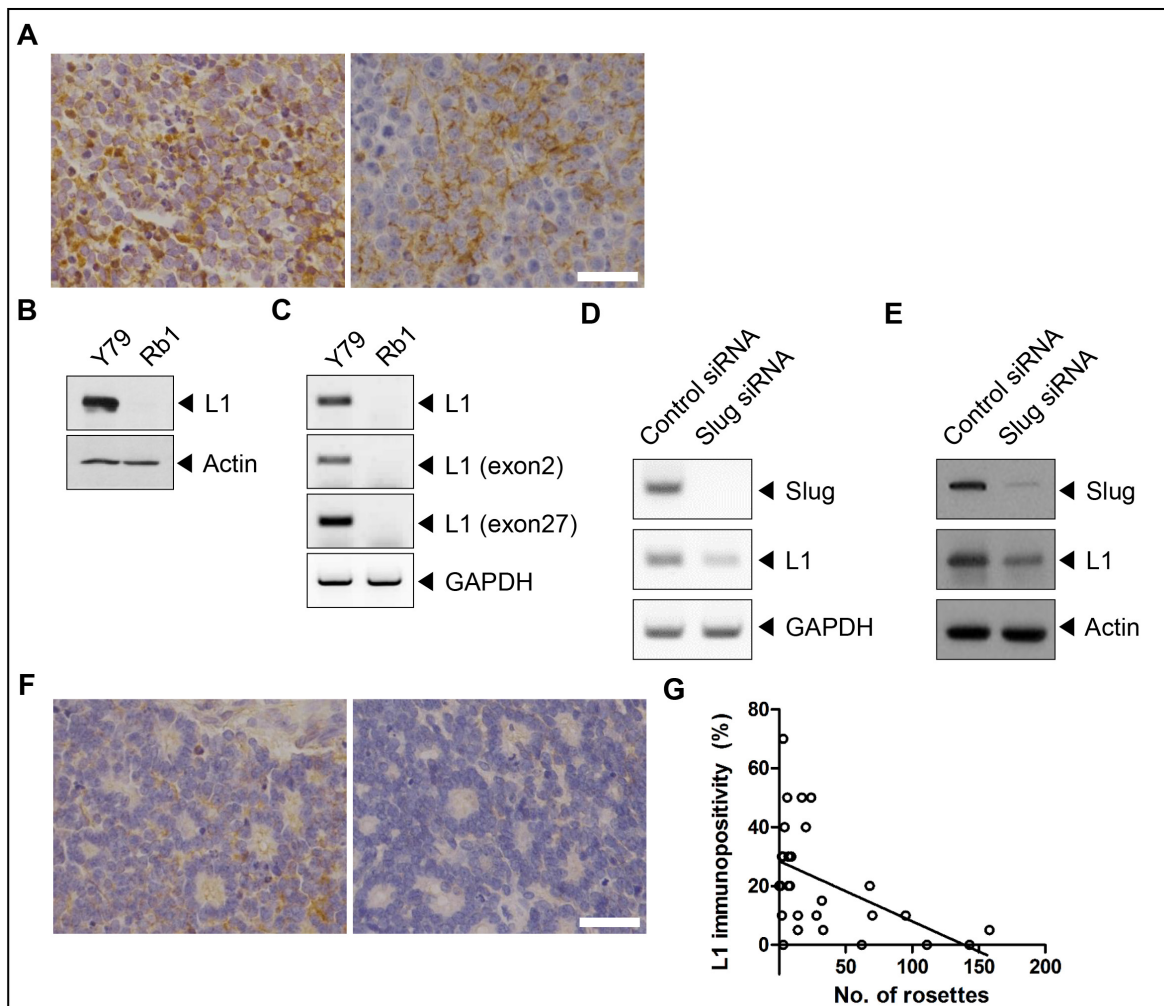 A
B
Y79 Rb1
◄ L1
◄ Actin
C
Y79 Rb1
◄ L1
◄ L1 (exon2)
◄ L1 (exon27)
◄ GAPDH
D
Control siRNA Slug siRNA
◄ Slug
◄ L1
◄ GAPDH
E
Control siRNA Slug siRNA
◄ Slug
◄ L1
◄ Actin
F
G
L1 immunopositivity (%)
80
60
40
20
0
50 100 150 200
No. of rosettes